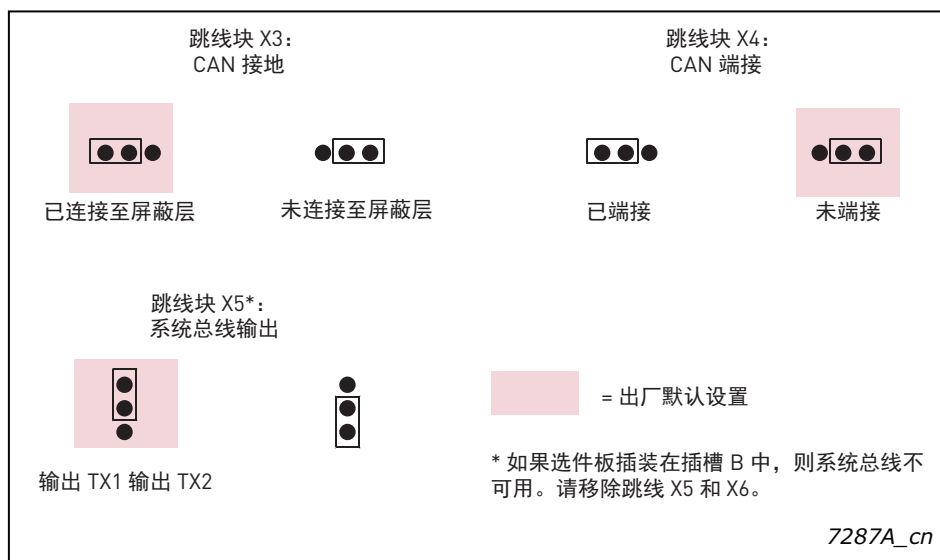 跳线块 X3：
CAN 接地
跳线块 X4：
CAN 端接
已连接至屏蔽层
未连接至屏蔽层
已端接
未端接
跳线块 X5*：
系统总线输出
= 出厂默认设置
输出 TX1 输出 TX2
* 如果选件板插装在插槽 B 中，则系统总线不
可用。请移除跳线 X5 和 X6。
7287A_cn